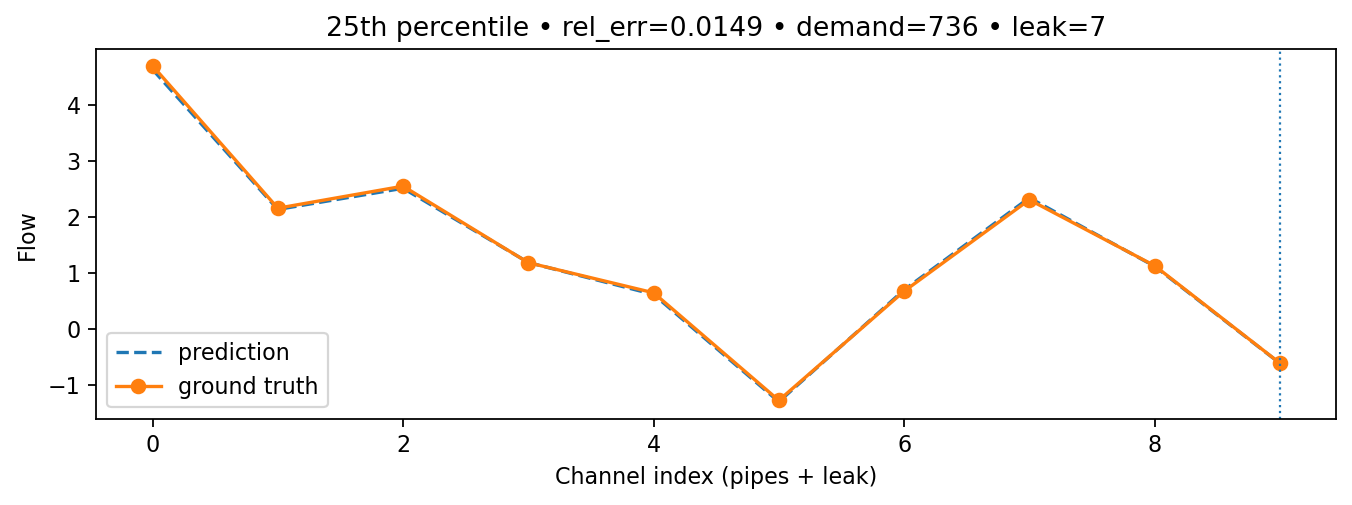 25th percentile • rel_err=0.0149 • demand=736 • leak=7
Flow
4
3
2
1
0
−1
prediction
ground truth
0 2 4 6 8
Channel index (pipes + leak)